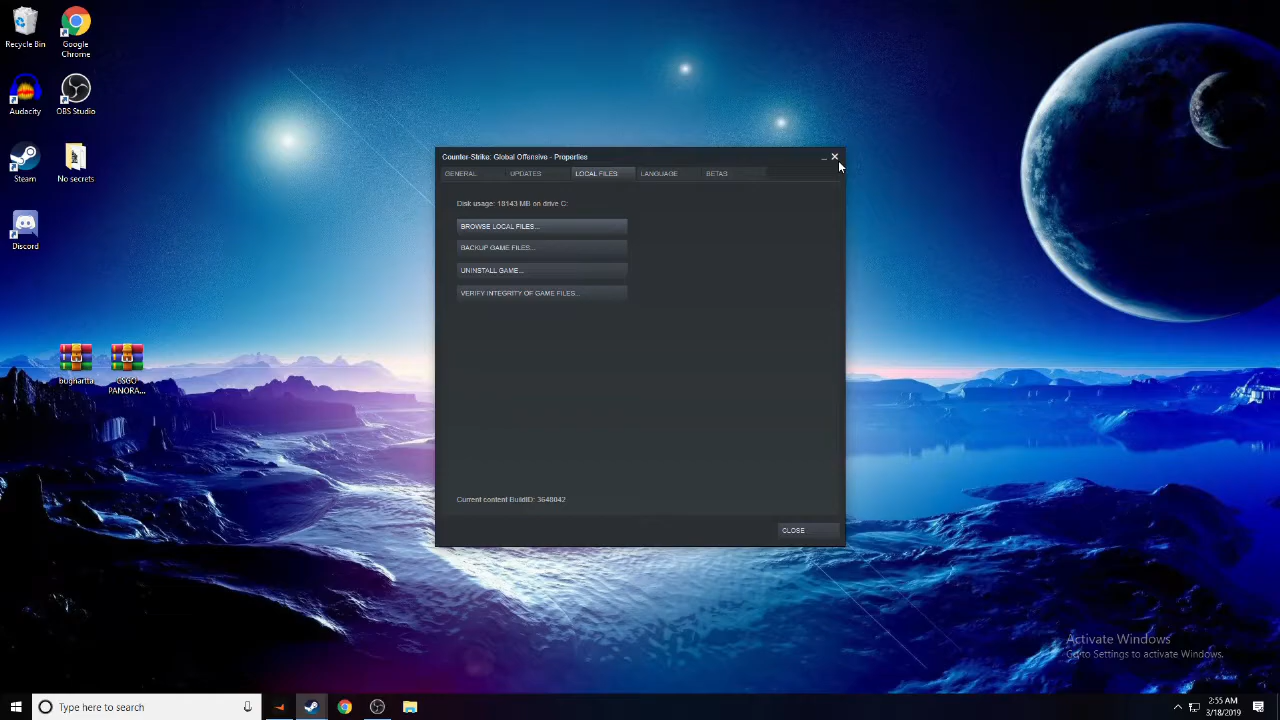 Recycle Bin
Google
Chrome
Audacity
OBS Studio
Steam
No secrets
Discord
bughartta
CSGO
PANORA...
Counter-Strike: Global Offensive - Properties
GENERAL
UPDATES
LOCAL FILES
LANGUAGE
BETAS
Disk usage: 18143 MB on drive C:
BROWSE LOCAL FILES...
BACKUP GAME FILES...
UNINSTALL GAME...
VERIFY INTEGRITY OF GAME FILES...
Current content BuildID: 3648042
CLOSE
Activate Windows
Go to Settings to activate Windows.
Type here to search
2:55 AM
3/18/2019